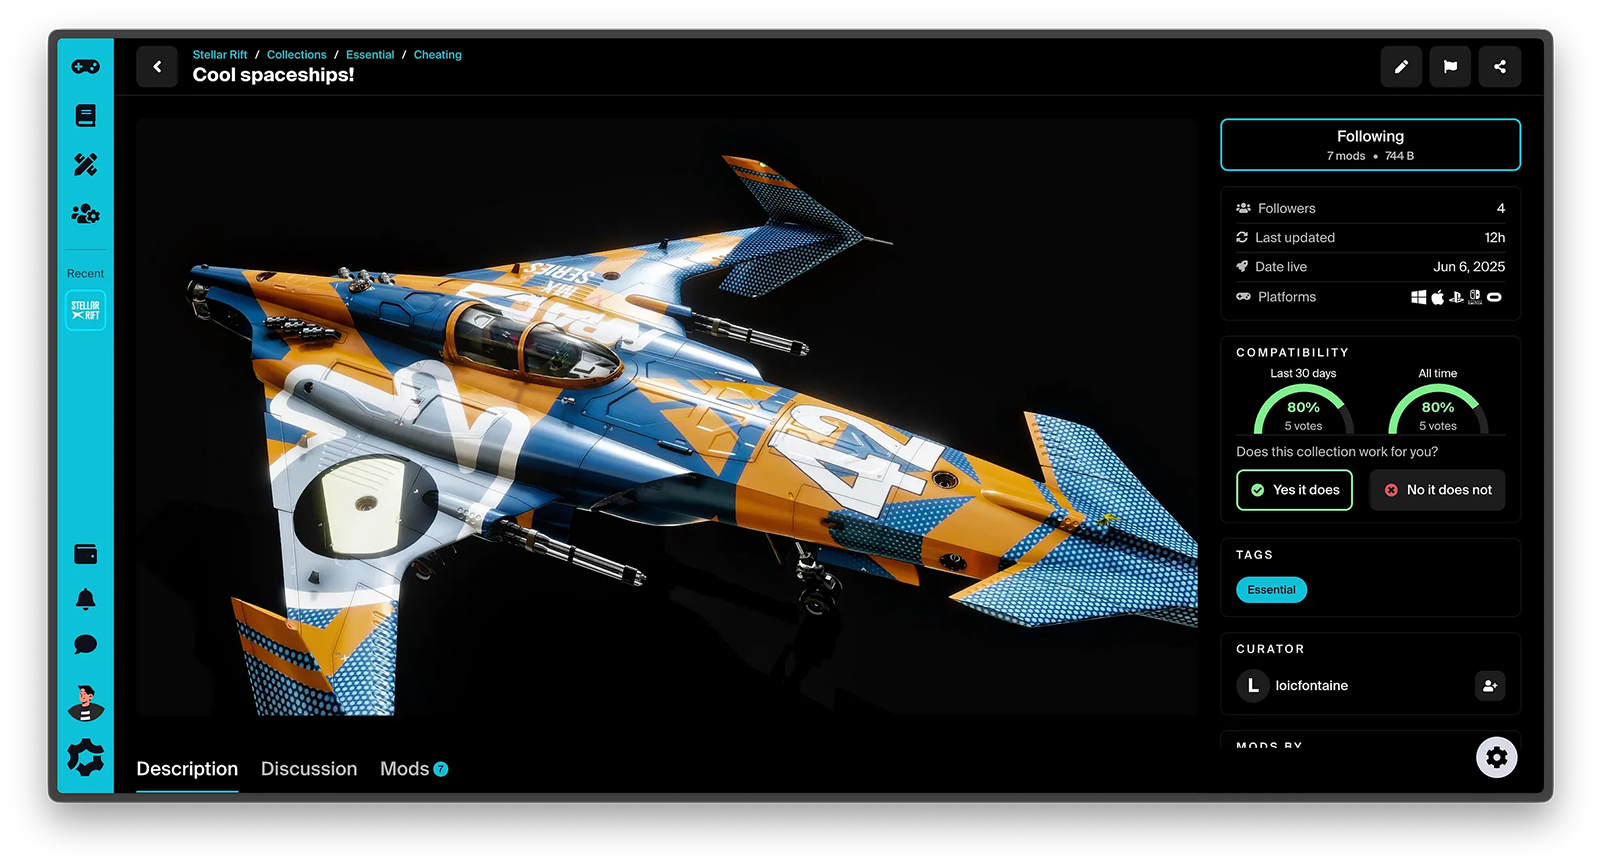 Stellar Rift / Collections / Essential / Cheating
Cool spaceships!
Recent
STELLAR
RIFT
SERIES
MK
42
Following
7 mods • 744 B
Followers 4
Last updated 12h
Date live Jun 6, 2025
Platforms
COMPATIBILITY
Last 30 days All time
80% 80%
5 votes 5 votes
Does this collection work for you?
Yes it does No it does not
TAGS
Essential
CURATOR
L loicfontaine
MODS BY
Description Discussion Mods 7